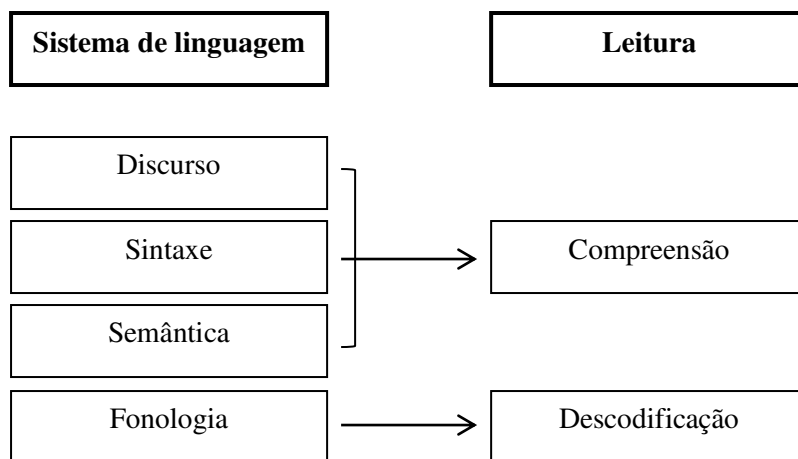 Sistema de linguagem
Leitura
Discurso
Sintaxe
Compreensão
Semântica
Fonologia
Descodificação